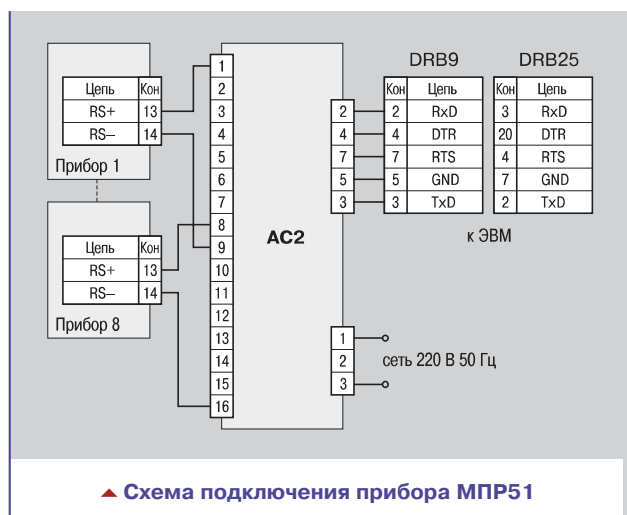 DRB9
DRB25
Цепь Кон
RS+ 13
RS– 14
Прибор 1
Цепь Кон
RS+ 13
RS– 14
Прибор 8
1
2
3
4
5
6
7
8
9
10
11
12
13
14
15
16
АС2
2
4
7
5
3
Кон Цепь
2 RxD
4 DTR
7 RTS
5 GND
3 TxD
Кон Цепь
3 RxD
20 DTR
4 RTS
7 GND
2 TxD
к ЭВМ
1
2
3
сеть 220 В 50 Гц
Схема подключения прибора МПР51